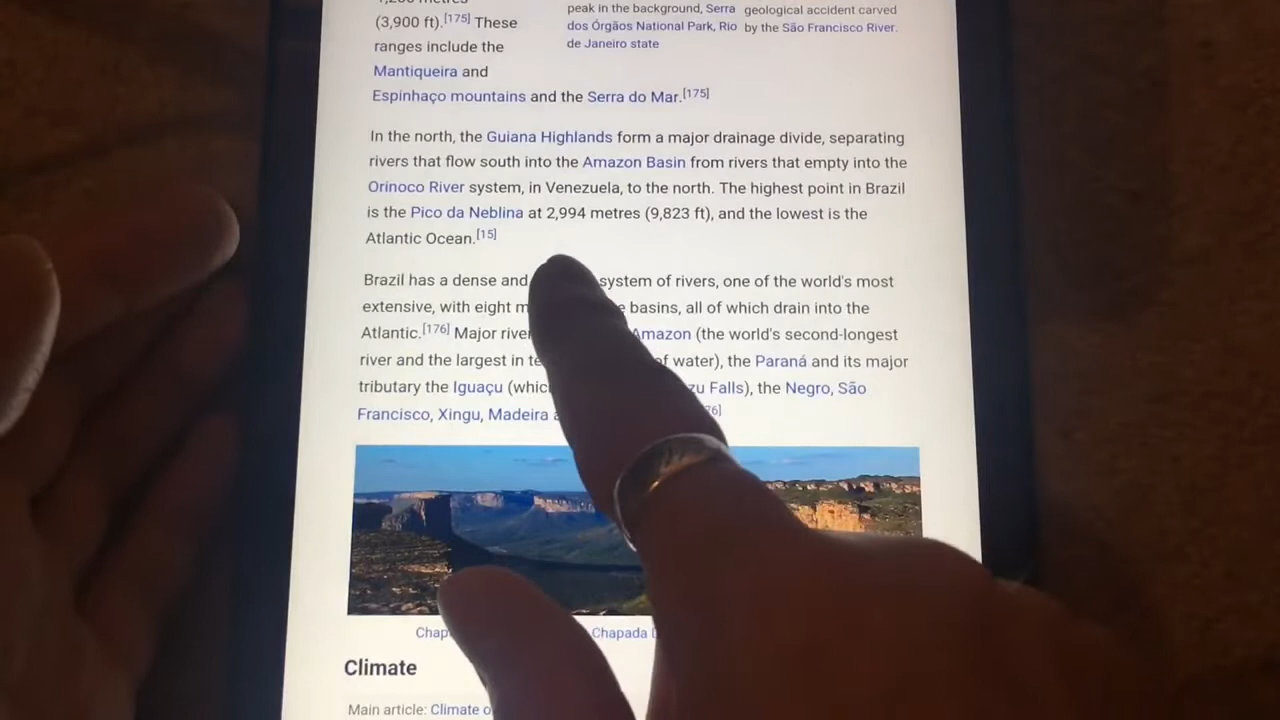 (3,900 ft).[175] These
ranges include the
Mantiqueira and
Espinhaço mountains and the Serra do Mar.[175]
peak in the background, Serra
dos Órgãos National Park, Rio
de Janeiro state
geological accident carved
by the São Francisco River.
In the north, the Guiana Highlands form a major drainage divide, separating
rivers that flow south into the Amazon Basin from rivers that empty into the
Orinoco River system, in Venezuela, to the north. The highest point in Brazil
is the Pico da Neblina at 2,994 metres (9,823 ft), and the lowest is the
Atlantic Ocean.[15]
Brazil has a dense and system of rivers, one of the world's most
extensive, with eight basins, all of which drain into the
Atlantic.[176] Major Amazon (the world's second-longest
river and the largest in of water), the Paraná and its major
tributary the Iguaçu Falls), the Negro, São
Francisco, Xingu, Madeira
Chapada
Climate
Main article: Climate